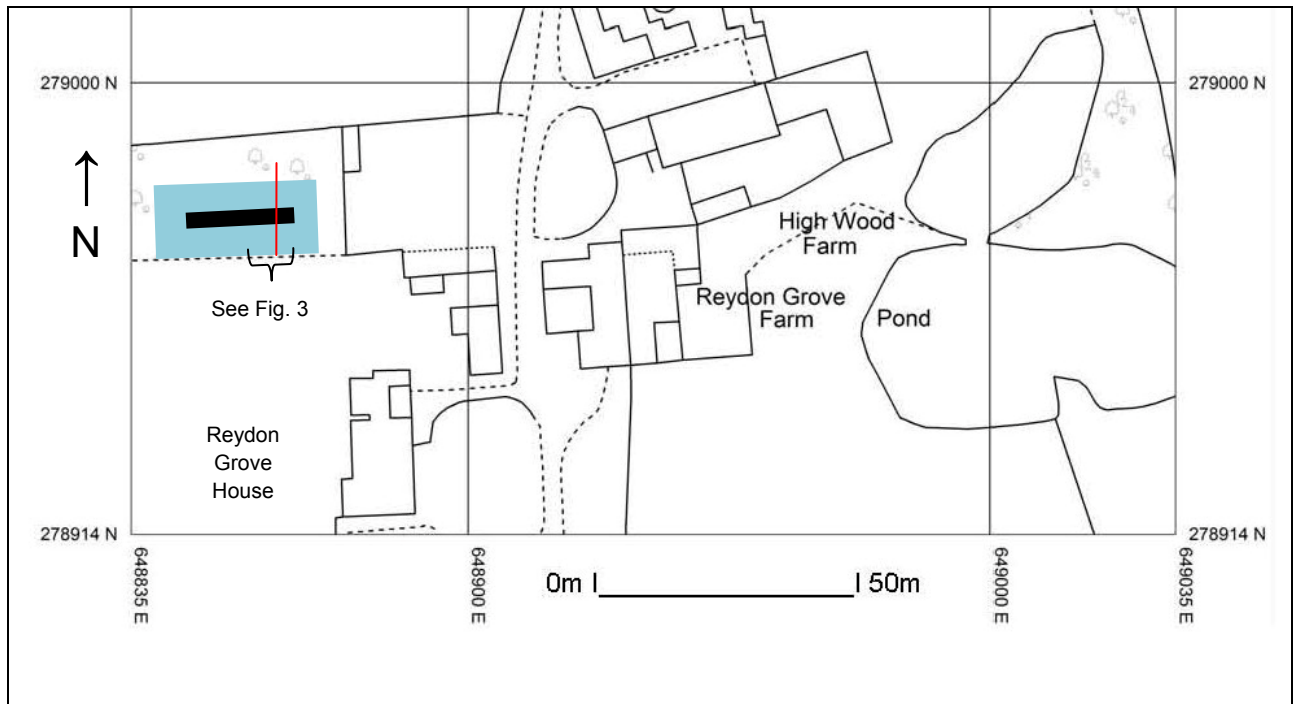 279000 N
279000 N
N
High Wood
Farm
See Fig. 3
Reydon Grove
Farm
Pond
Reydon
Grove
House
278914 N
278914 N
648835 E
648900 E
0m
50m
649000 E
649035 E